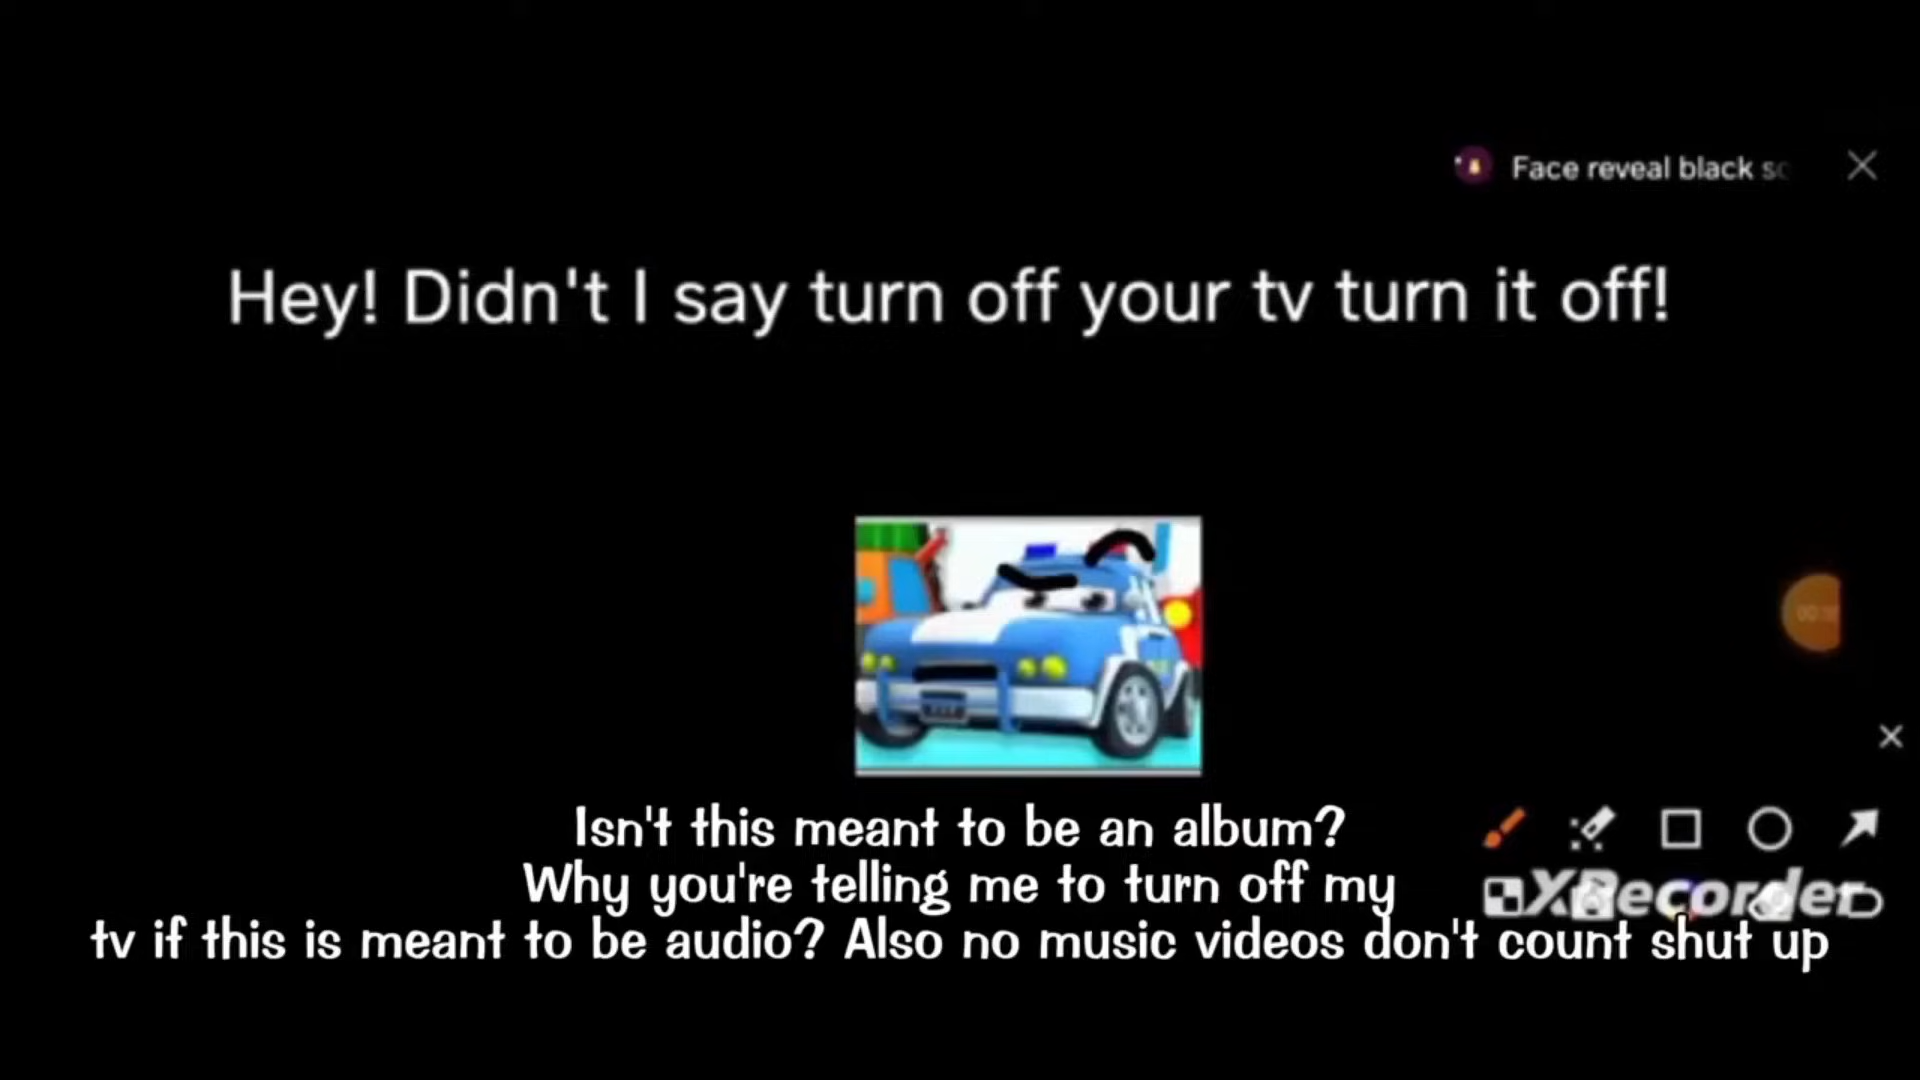 Face reveal black sc
Hey! Didn't I say turn off your tv turn it off!
Isn't this meant to be an album?
Why you're telling me to turn off my
XRecorder
tv if this is meant to be audio? Also no music videos don't count shut up